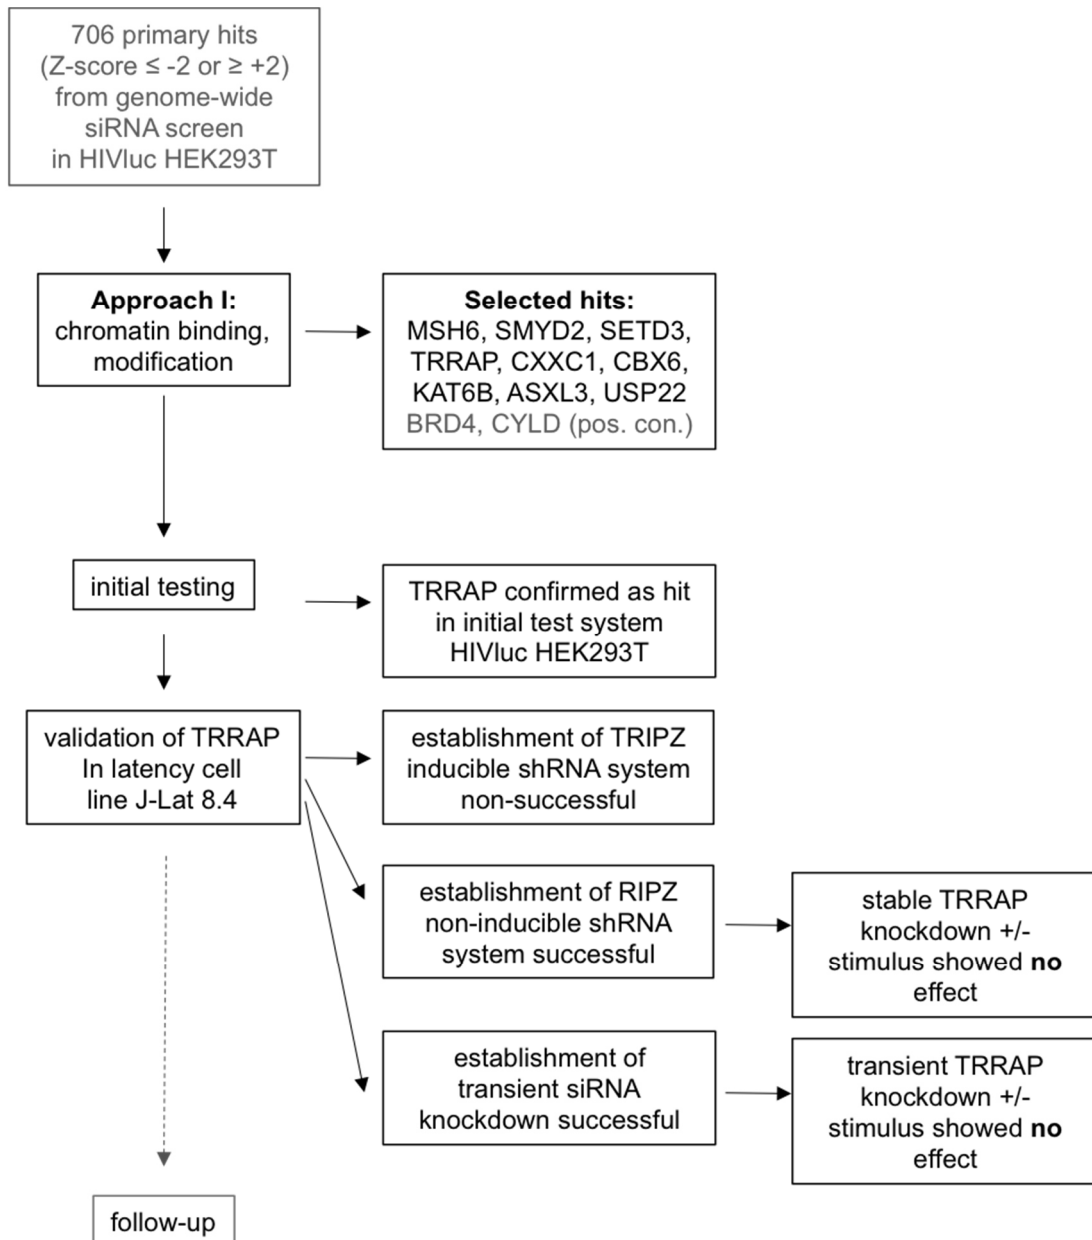 706 primary hits
(Z-score ≤ -2 or ≥ +2)
from genome-wide
siRNA screen
in HIVluc HEK293T
Approach I:
chromatin binding,
modification
Selected hits:
MSH6, SMYD2, SETD3,
TRRAP, CXXC1, CBX6,
KAT6B, ASXL3, USP22
BRD4, CYLD (pos. con.)
initial testing
TRRAP confirmed as hit
in initial test system
HIVluc HEK293T
validation of TRRAP
In latency cell
line J-Lat 8.4
establishment of TRIPZ
inducible shRNA system
non-successful
establishment of RIPZ
non-inducible shRNA
system successful
stable TRRAP
knockdown +/-
stimulus showed no
effect
establishment of
transient siRNA
knockdown successful
transient TRRAP
knockdown +/-
stimulus showed no
effect
follow-up